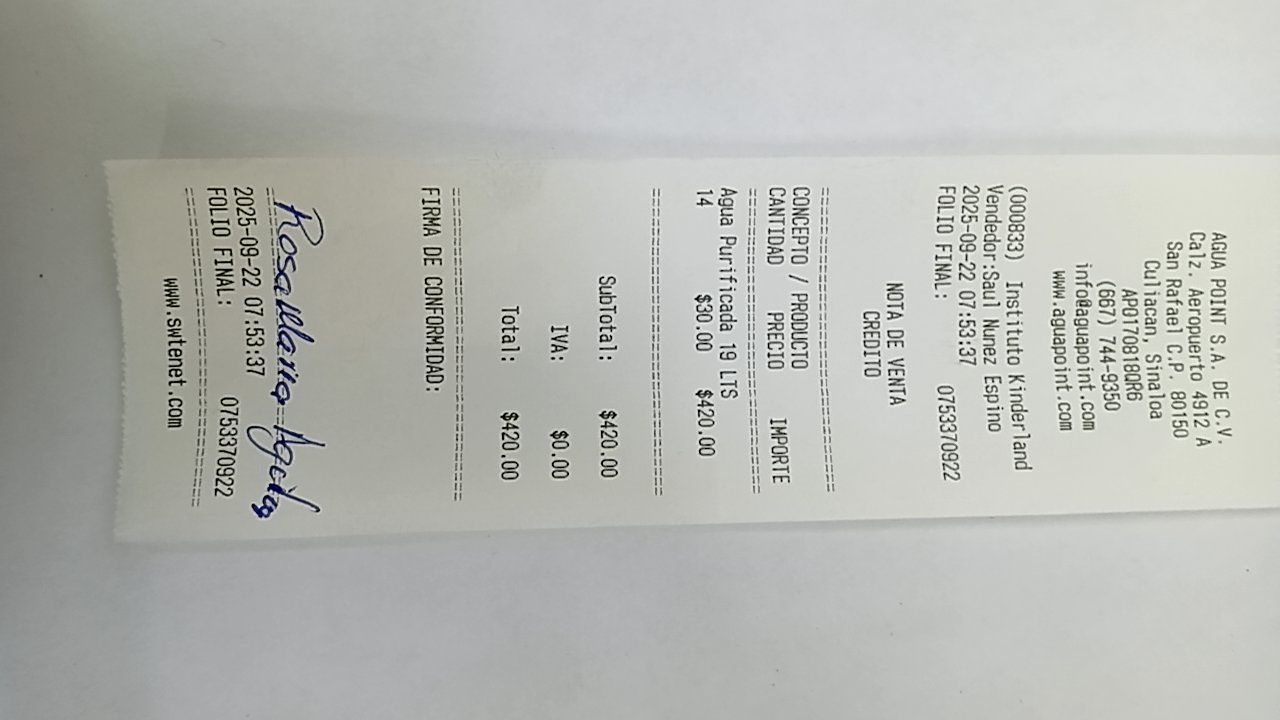 AGUA POINT S.A. DE C.V.
Calz. Aeropuerto 4912 A
San Rafael C.P. 80150
Culiacan, Sinaloa
APO170818QR6
(667) 744-9350
info@aguapoint.com
www.aguapoint.com
(000833) Instituto Kinderland
Vendedor:Saul Nunez Espino
2025-09-22 07:53:37
FOLIO FINAL: 0753370922
NOTA DE VENTA
CREDITO
CONCEPTO / PRODUCTO
CANTIDAD PRECIO IMPORTE
Agua Purificada 19 LTS
14 $30.00 $420.00
SubTotal: $420.00
IVA: $0.00
Total: $420.00
FIRMA DE CONFORMIDAD:
2025-09-22 07:53:37
FOLIO FINAL: 0753370922
www.swtenet.com